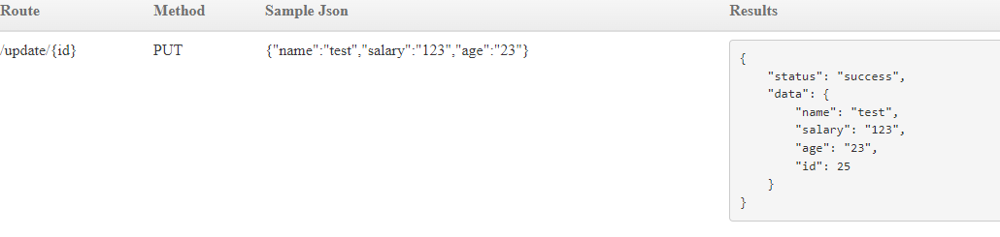 Route Method Sample Json Results
/update/{id} PUT {"name":"test","salary":"123","age":"23"}
{
    "status": "success",
    "data": {
        "name": "test",
        "salary": "123",
        "age": "23",
        "id": 25
    }
}